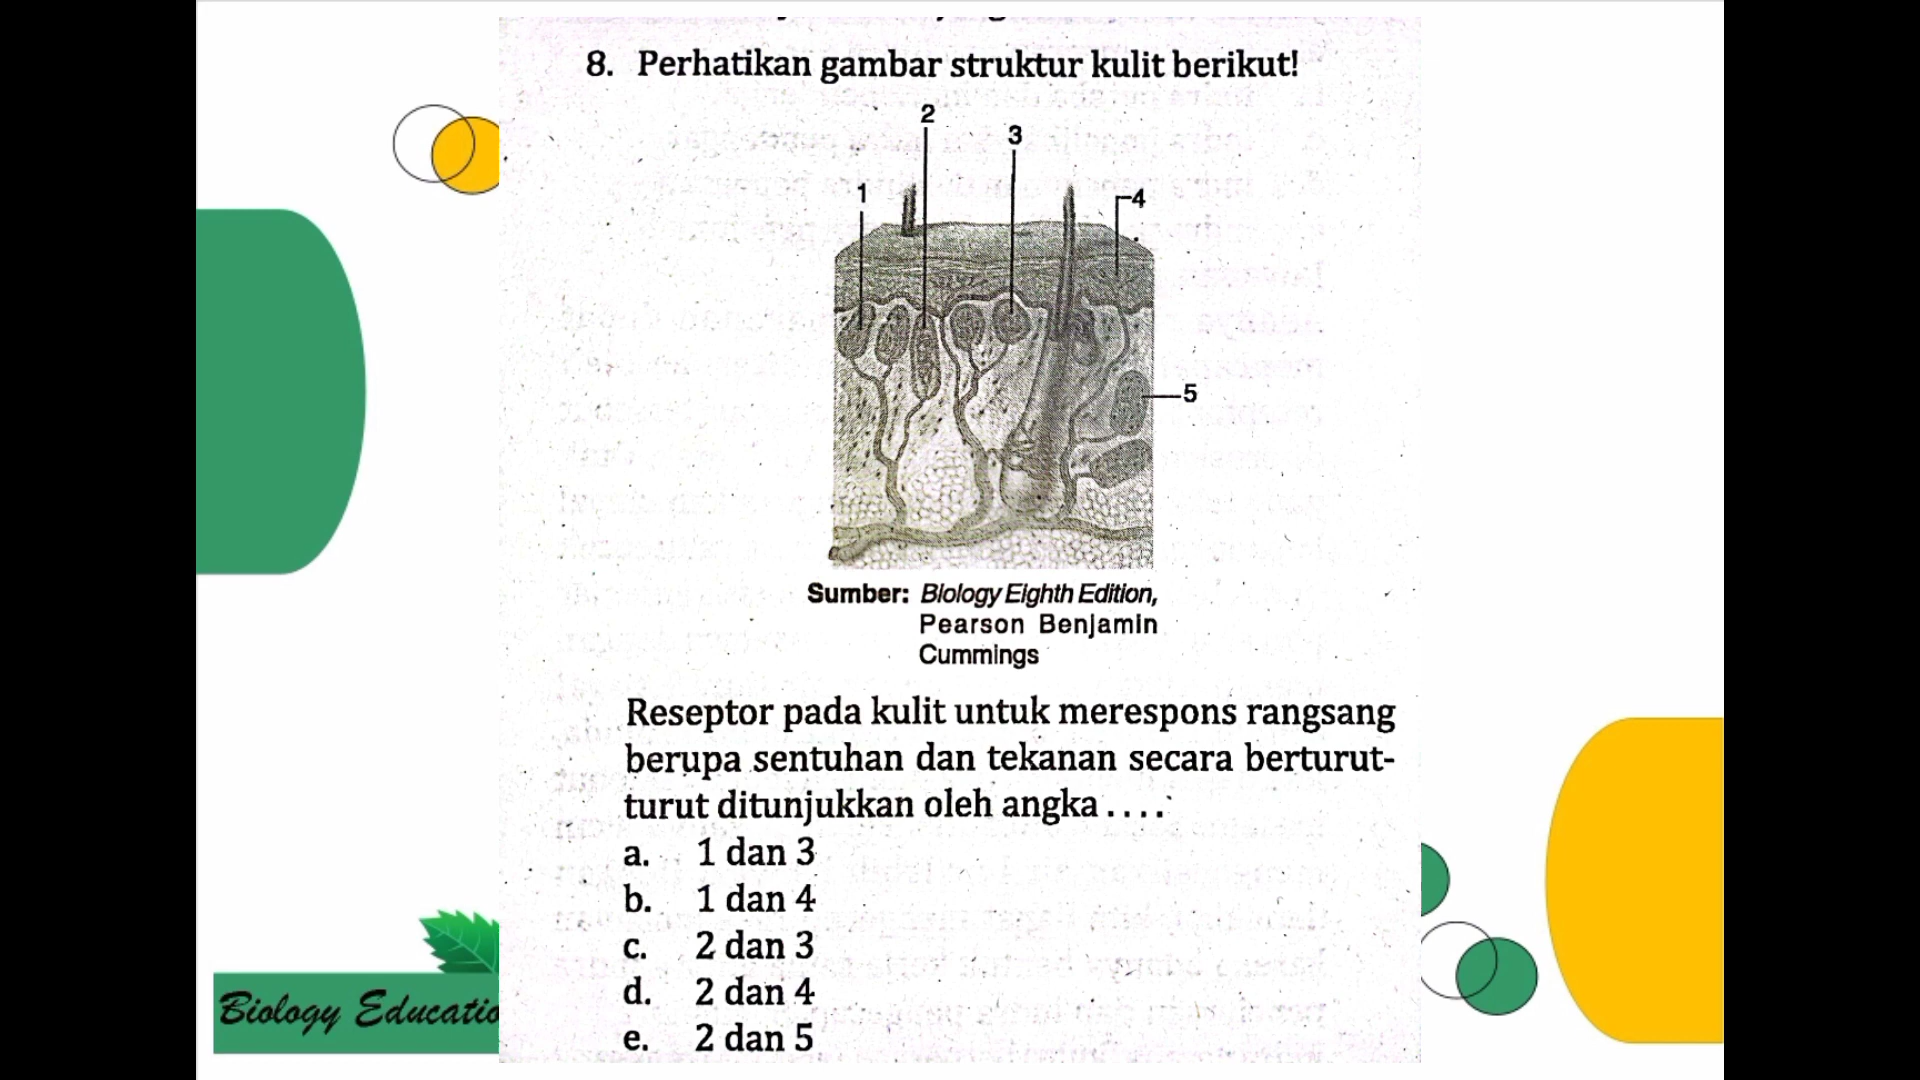 8. Perhatikan gambar struktur kulit berikut!
2
3
1
4
5
Sumber: Biology Eighth Edition,
Pearson Benjamin
Cummings
Reseptor pada kulit untuk merespons rangsang
berupa sentuhan dan tekanan secara berturut-
turut ditunjukkan oleh angka . . . .
a. 1 dan 3
b. 1 dan 4
c. 2 dan 3
d. 2 dan 4
e. 2 dan 5
Biology Educatio